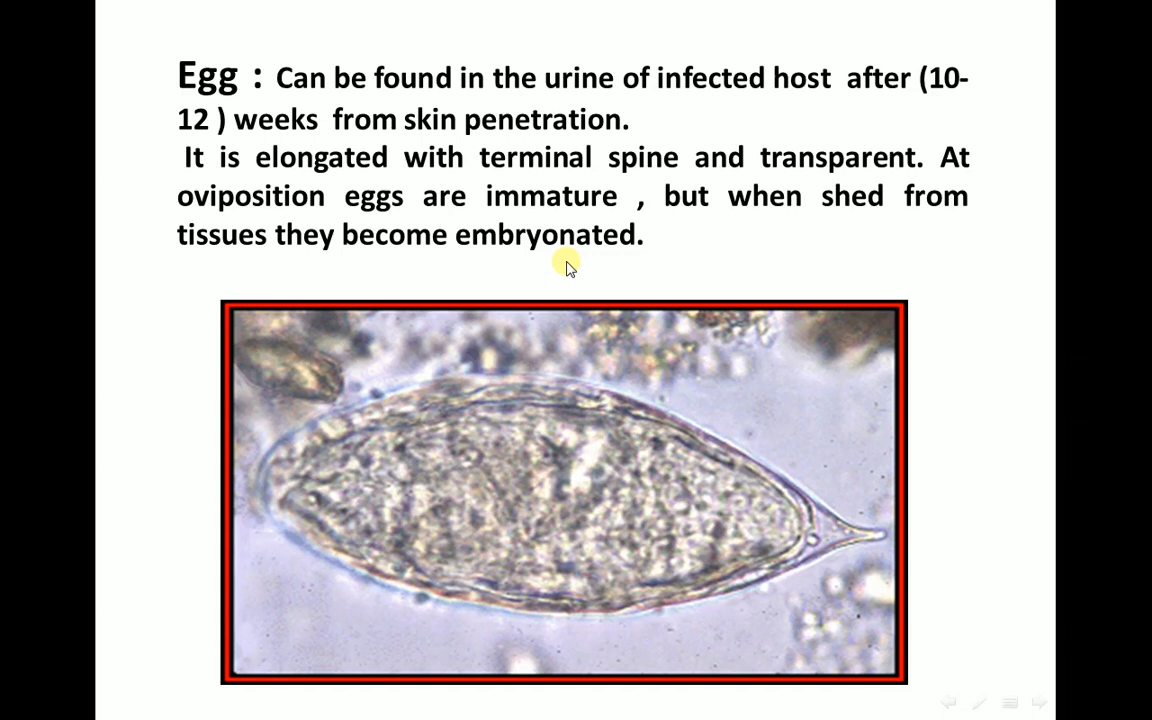 Egg : Can be found in the urine of infected host after (10-
12 ) weeks from skin penetration.
It is elongated with terminal spine and transparent. At
oviposition eggs are immature , but when shed from
tissues they become embryonated.